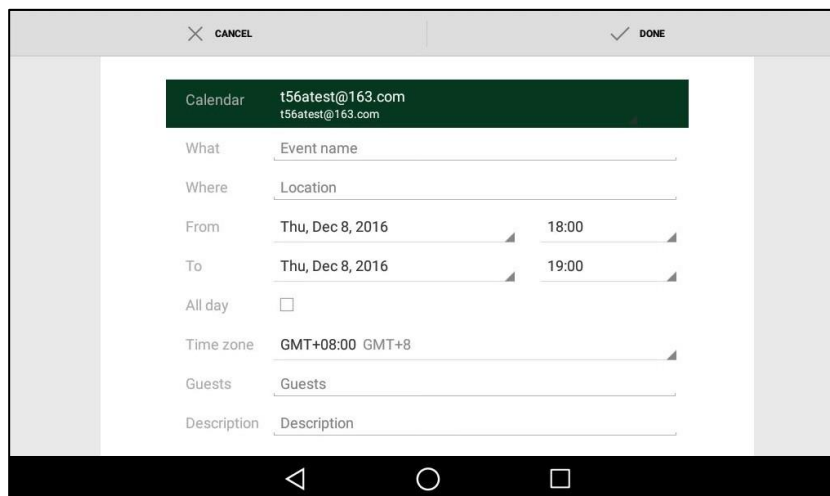 CANCEL DONE
Calendar t56atest@163.com
t56atest@163.com
What Event name
Where Location
From Thu, Dec 8, 2016 18:00
To Thu, Dec 8, 2016 19:00
All day
Time zone GMT+08:00 GMT+8
Guests Guests
Description Description